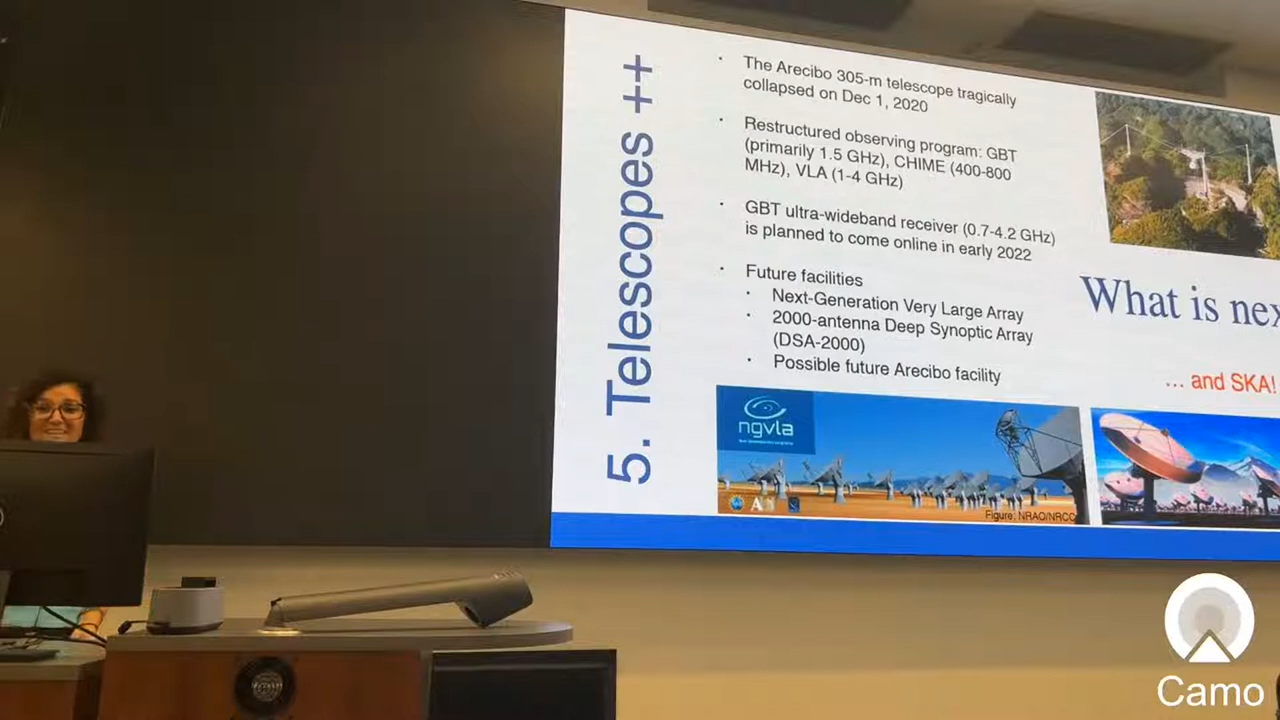 5. Telescopes ++
· The Arecibo 305-m telescope tragically
collapsed on Dec 1, 2020
· Restructured observing program: GBT
(primarily 1.5 GHz), CHIME (400-800
MHz), VLA (1-4 GHz)
· GBT ultra-wideband receiver (0.7-4.2 GHz)
is planned to come online in early 2022
· Future facilities
· Next-Generation Very Large Array
· 2000-antenna Deep Synoptic Array
(DSA-2000)
· Possible future Arecibo facility
What is nex
... and SKA!
ngvla
Figure: NRAO/NRCC
Camo